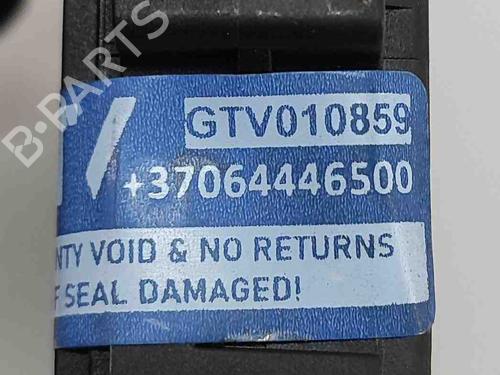 B-PARTS
GTV010859
+37064446500
NTY VOID & NO RETURNS
F SEAL DAMAGED!